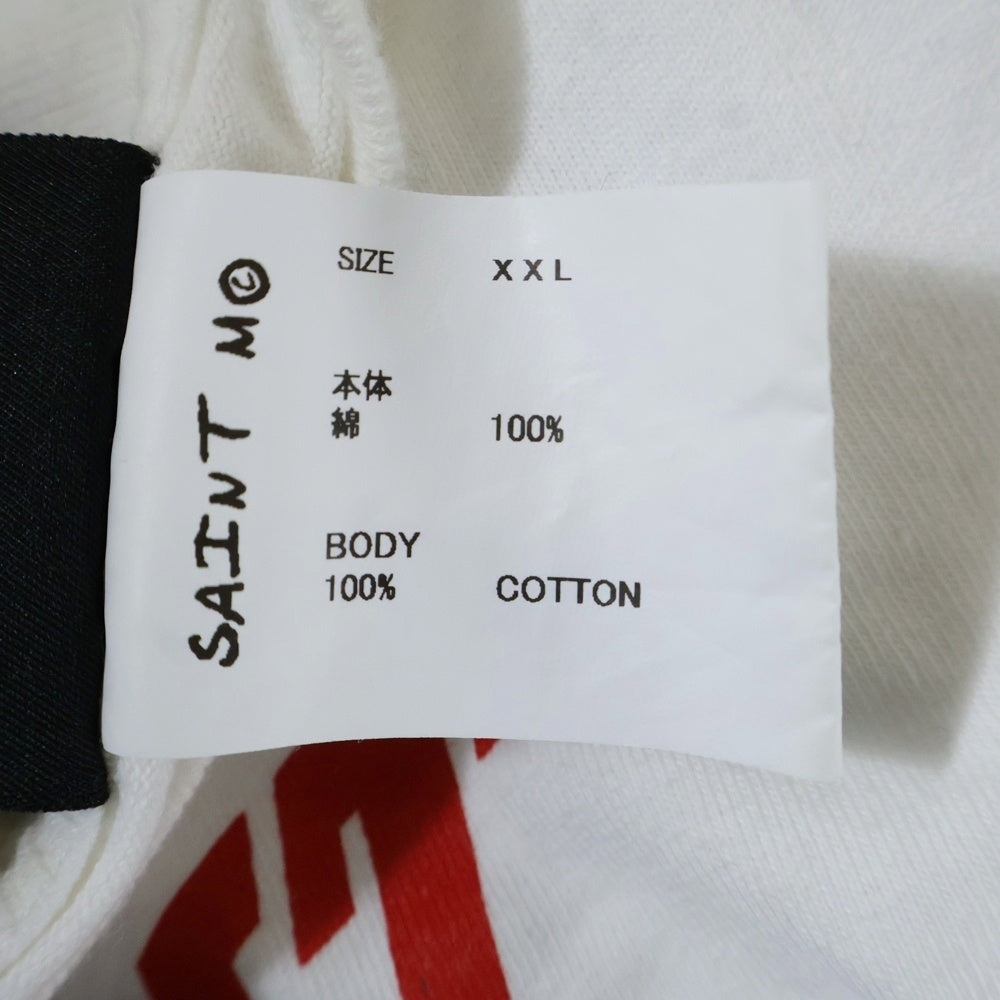 SAINT M©
SIZE XXL
本体
綿 100%
BODY
100% COTTON